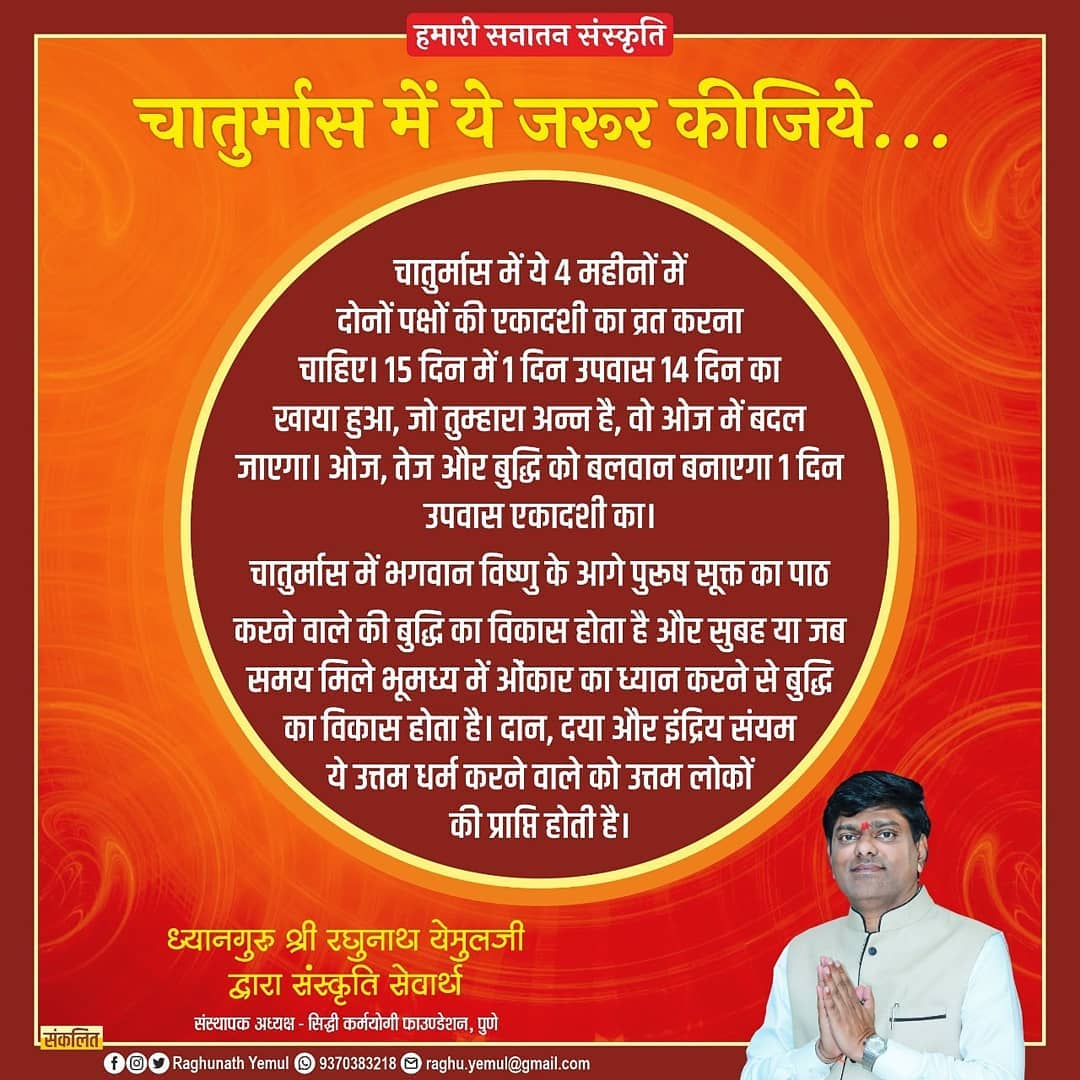 हमारी सनातन संस्कृति
चातुर्मास में ये जरूर कीजिये...
चातुर्मास में ये 4 महीनों में
दोनों पक्षों की एकादशी का व्रत करना
चाहिए। 15 दिन में 1 दिन उपवास 14 दिन का
खाया हुआ, जो तुम्हारा अन्न है, वो ओज में बदल
जाएगा। ओज, तेज और बुद्धि को बलवान बनाएगा 1 दिन
उपवास एकादशी का।
चातुर्मास में भगवान विष्णु के आगे पुरूष सूक्त का पाठ
करने वाले की बुद्धि का विकास होता है और सुबह या जब
समय मिले भूमध्य में ओंकार का ध्यान करने से बुद्धि
का विकास होता है। दान, दया और इंद्रिय संयम
ये उत्तम धर्म करने वाले को उत्तम लोकों
की प्राप्ति होती है।
ध्यानगुरू श्री रघुनाथ येमुलजी
द्वारा संस्कृति सेवार्थ
संस्थापक अध्यक्ष - सिद्धी कर्मयोगी फाउण्डेशन, पुणे
संकलित
Raghunath Yemul 9370383218 raghu.yemul@gmail.com